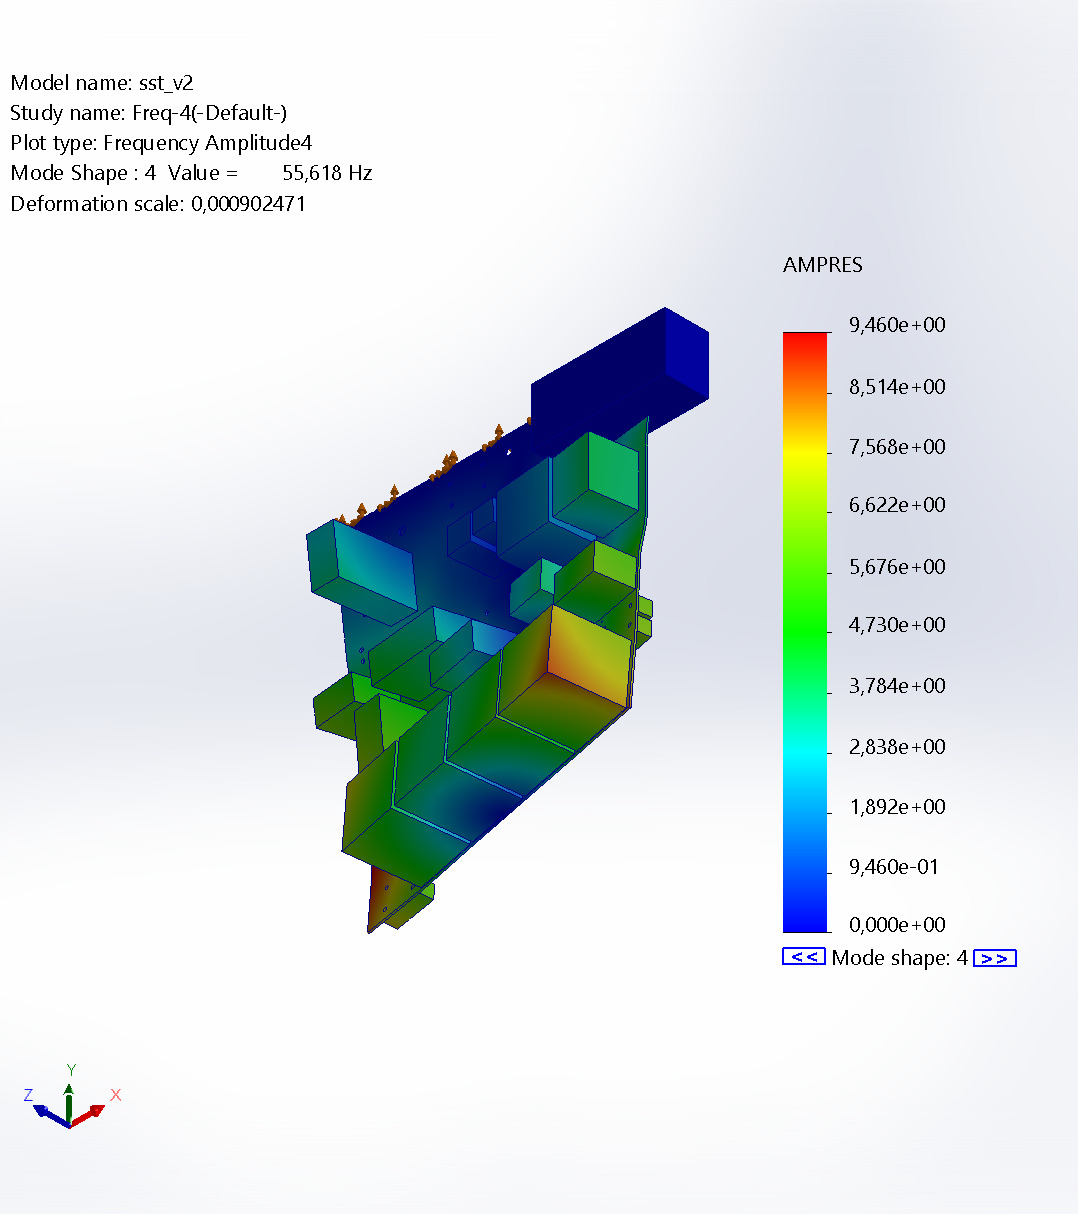 Model name: sst_v2
Study name: Freq-4(-Default-)
Plot type: Frequency Amplitude4
Mode Shape : 4  Value =       55,618 Hz
Deformation scale: 0,000902471
AMPRES
9,460e+00
8,514e+00
7,568e+00
6,622e+00
5,676e+00
4,730e+00
3,784e+00
2,838e+00
1,892e+00
9,460e-01
0,000e+00
<< Mode shape: 4 >>
Y
Z
X